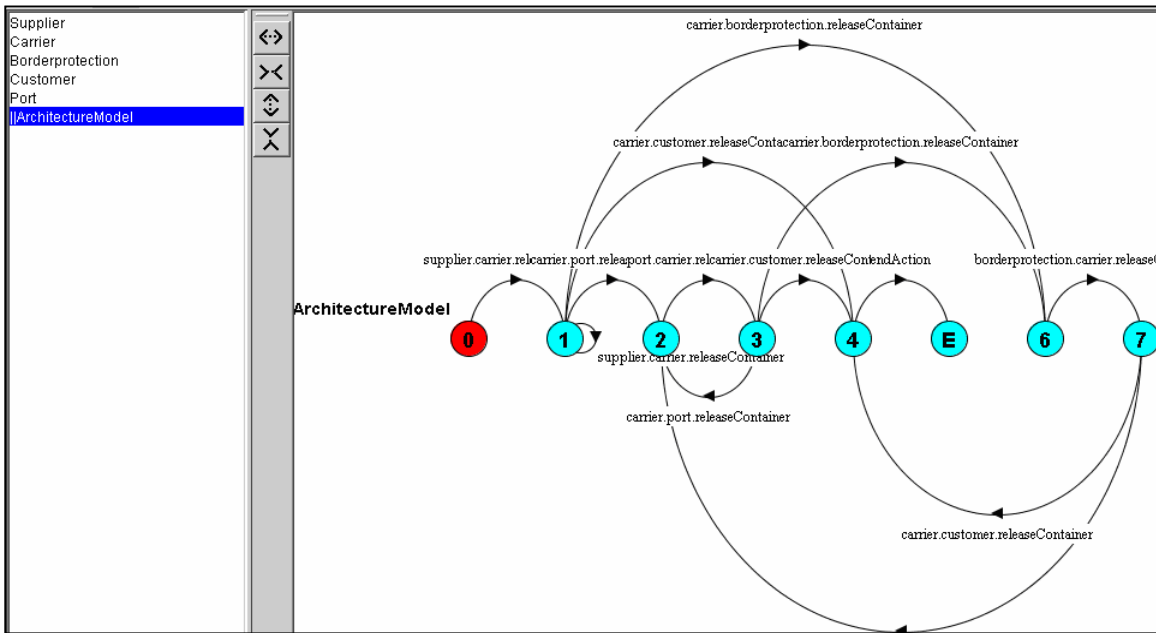 Supplier
Carrier
Borderprotection
Customer
Port
||ArchitectureModel
carrier.borderprotection.releaseContainer
carrier.customer.releaseContacarrier.borderprotection.releaseContainer
supplier.carrier.relcarrier.port.releaport.carrier.relcarrier.customer.releaseContendAction
borderprotection.carrier.releaseC
ArchitectureModel
0 1 2 3 4 E 6 7
supplier.carrier.releaseContainer
carrier.port.releaseContainer
carrier.customer.releaseContainer